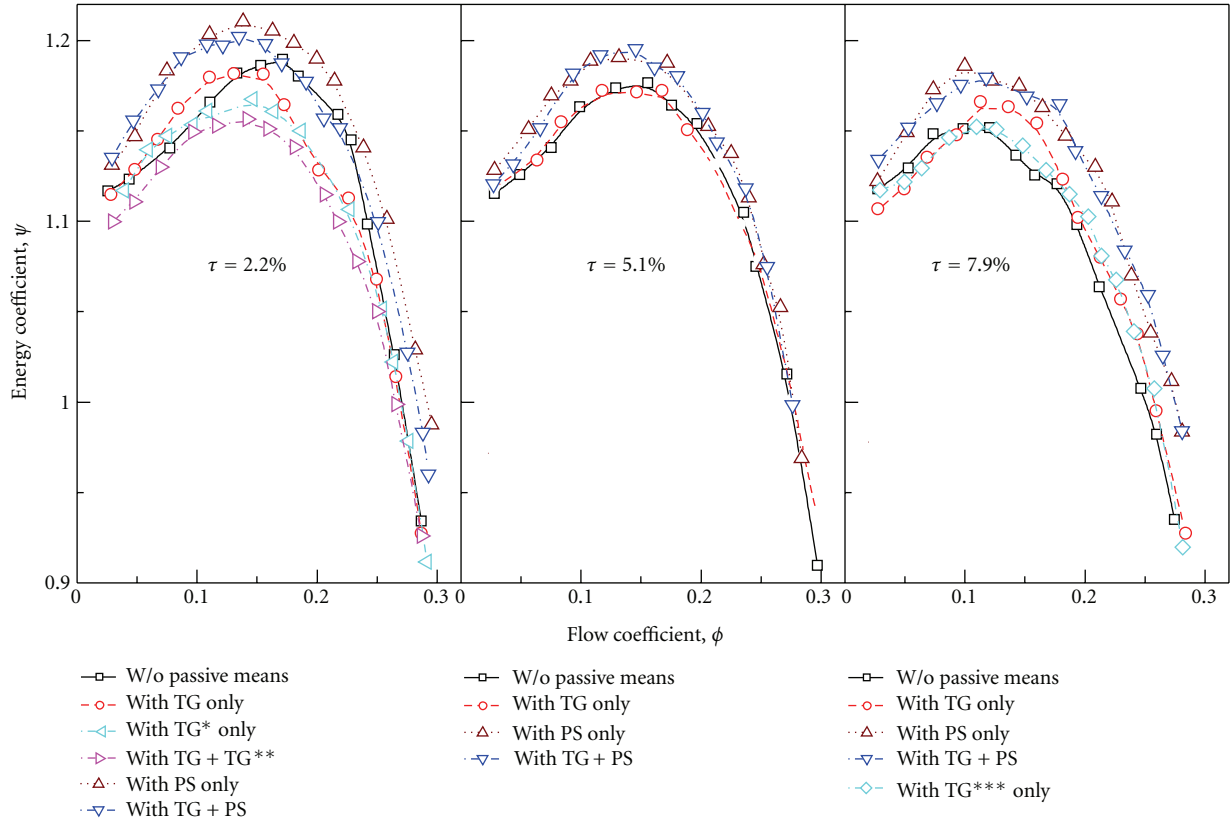 1.2
1.1
1
0.9
Energy coefficient, ψ
τ = 2.2%
τ = 5.1%
τ = 7.9%
0 0.1 0.2 0.3 0 0.1 0.2 0.3 0 0.1 0.2 0.3
Flow coefficient, ϕ
W/o passive means
With TG only
With TG* only
With TG + TG**
With PS only
With TG + PS
W/o passive means
With TG only
With PS only
With TG + PS
W/o passive means
With TG only
With PS only
With TG + PS
With TG*** only